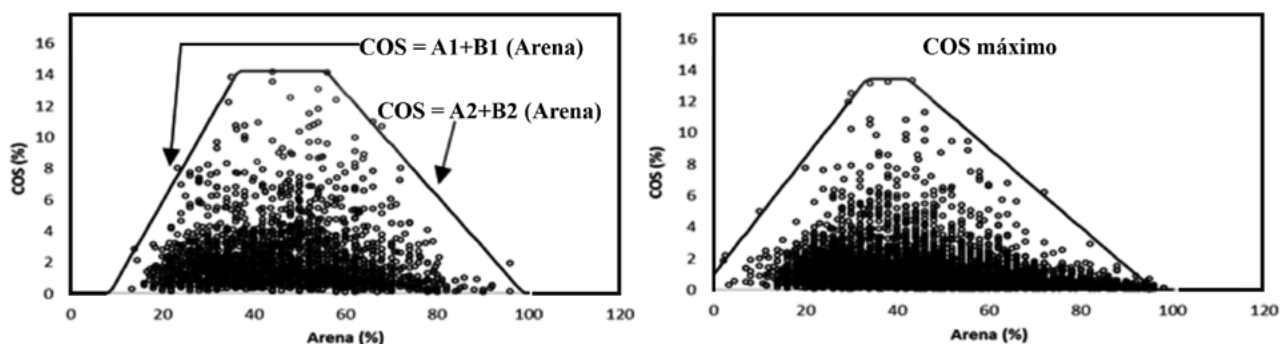 16
14
12
10
8
6
4
2
0
COS (%)
COS = A1+B1 (Arena)
COS = A2+B2 (Arena)
0 20 40 60 80 100 120
Arena (%)
16
14
12
10
8
6
4
2
0
COS (%)
COS máximo
0 20 40 60 80 100 120
Arena (%)